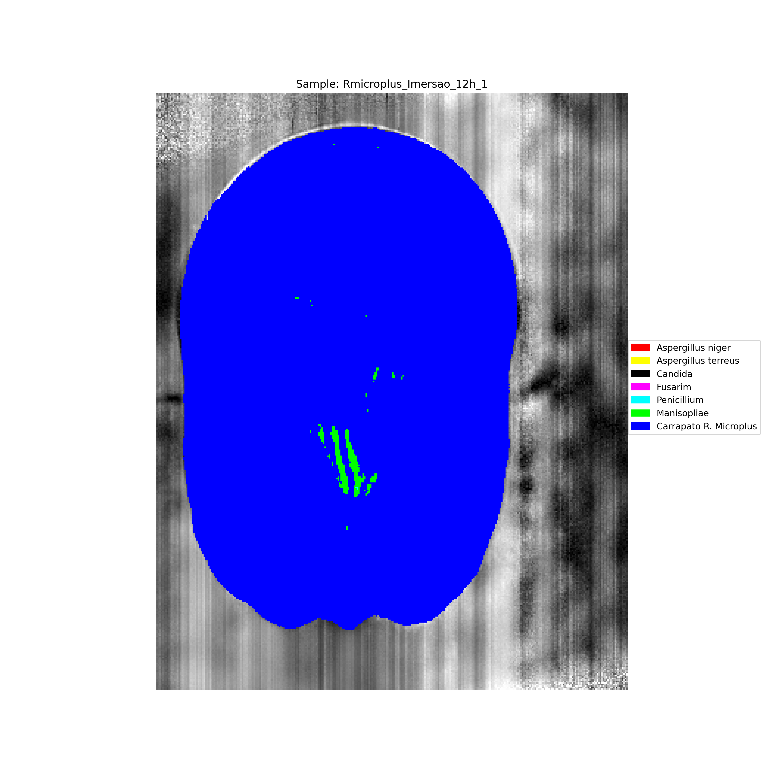 Sample: Rmicroplus_Imersao_12h_1
Aspergillus niger
Aspergillus terreus
Candida
Fusarim
Penicillium
Manisopliae
Carrapato R. Microplus